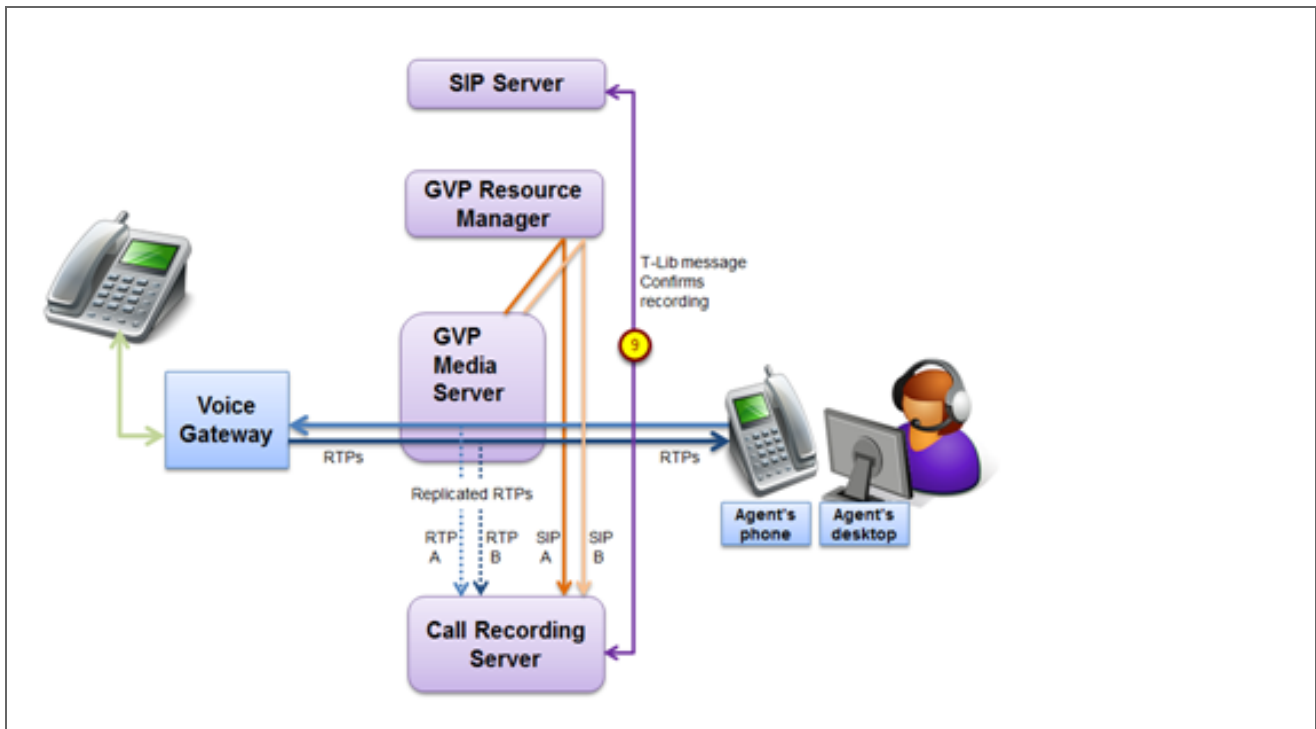 SIP Server
GVP Resource
Manager
T-Lib message
Confirms
recording
9
GVP
Media
Server
Voice
Gateway
RTPs
RTPs
Replicated RTPs
RTP
A
RTP
B
SIP
A
SIP
B
Agent's
phone
Agent's
desktop
Call Recording
Server